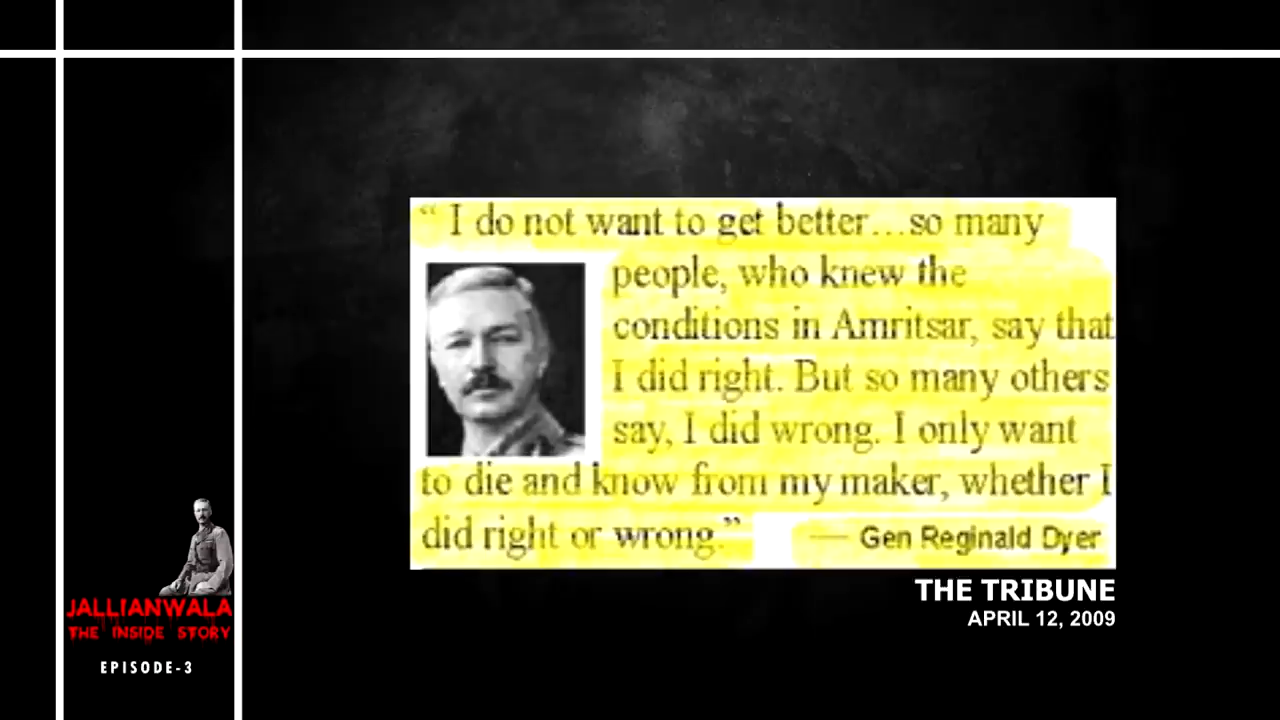 “ I do not want to get better...so many
people, who knew the
conditions in Amritsar, say that
I did right. But so many others
say, I did wrong. I only want
to die and know from my maker, whether I
did right or wrong.”
— Gen Reginald Dyer
THE TRIBUNE
APRIL 12, 2009
JALLIANWALA
THE INSIDE STORY
EPISODE-3